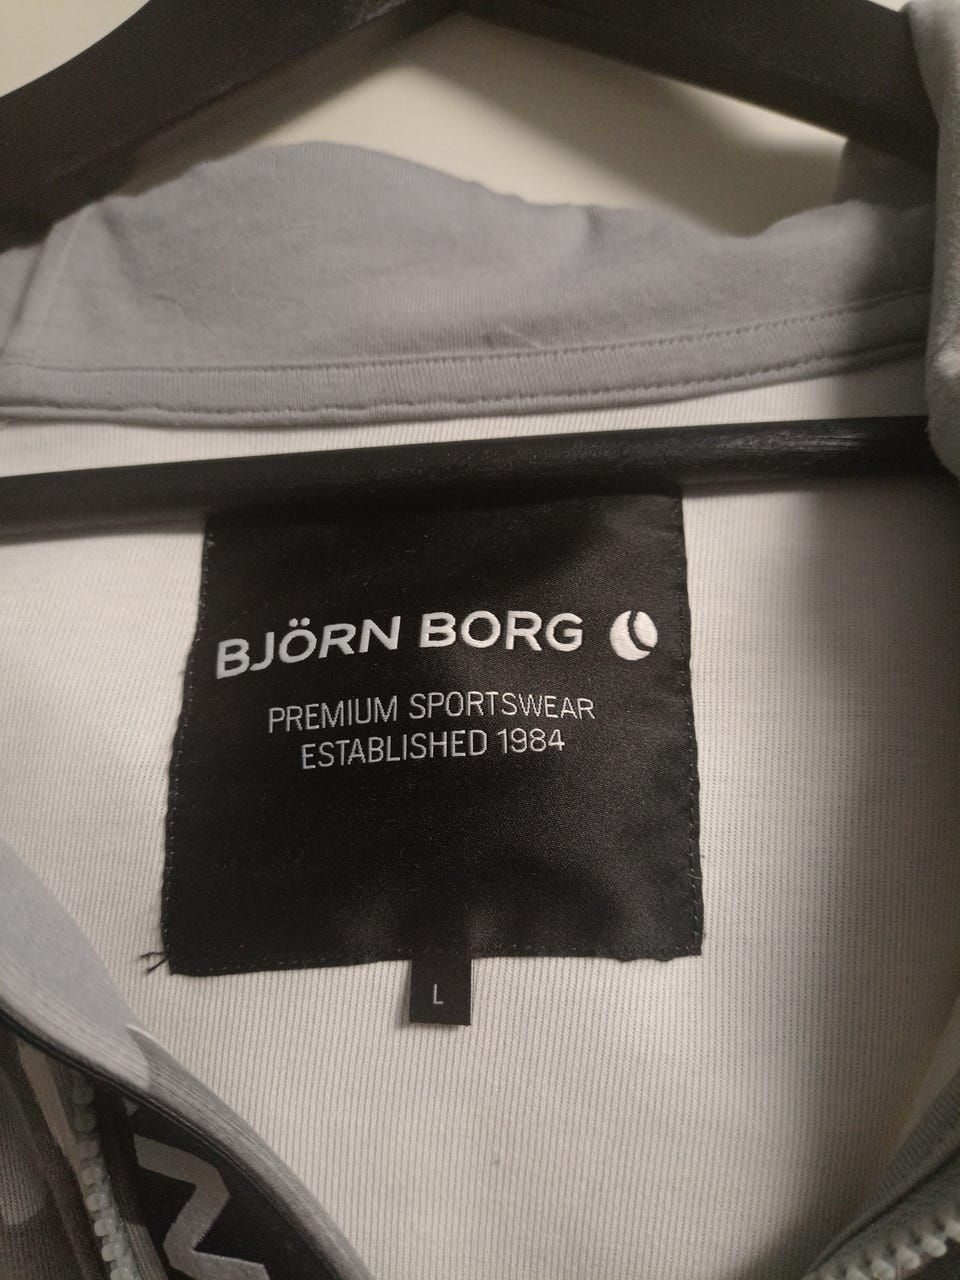 BJÖRN BORG
PREMIUM SPORTSWEAR
ESTABLISHED 1984
L